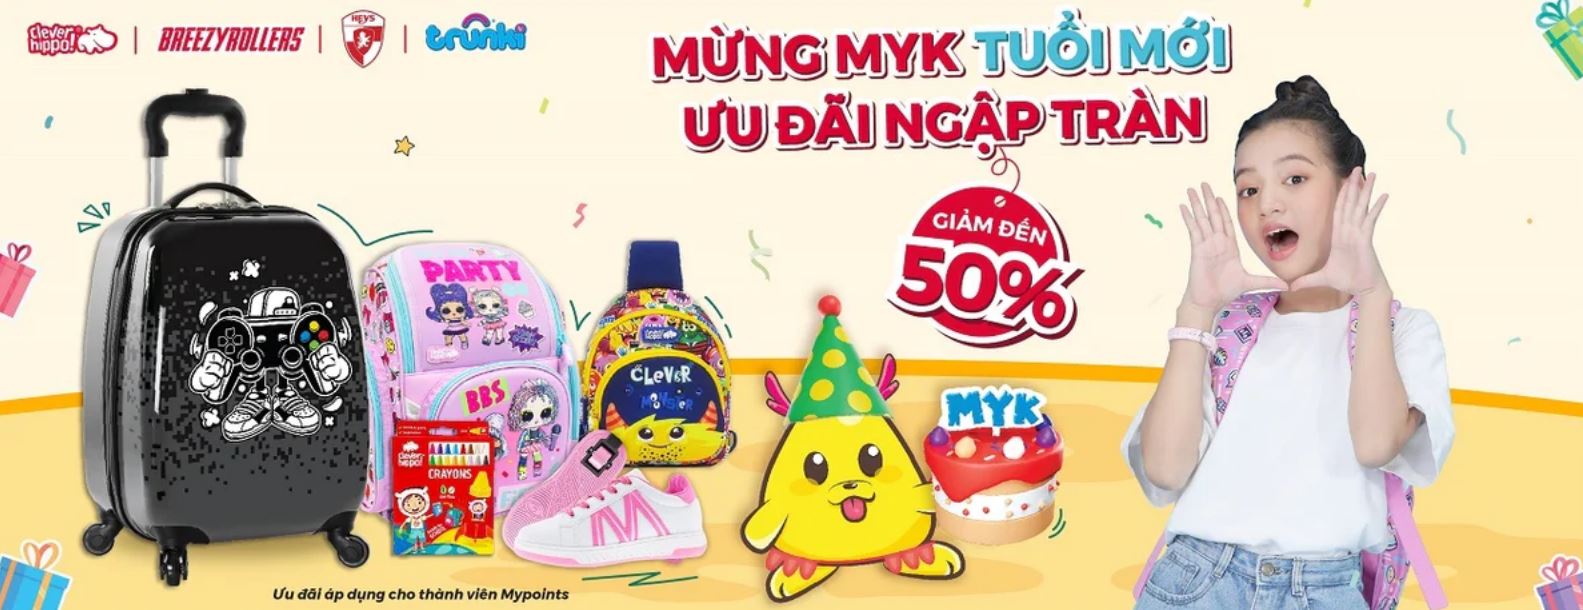 clever hippo!
BREEZYROLLERS
HEYS
trunki
MỪNG MYK TUỔI MỚI
ƯU ĐÃI NGẬP TRÀN
GIẢM ĐẾN
50%
PARTY
BBS
CLeVeR
MoNSTeR
MYK
clever hippo!
CRAYONS
Ưu đãi áp dụng cho thành viên Mypoints